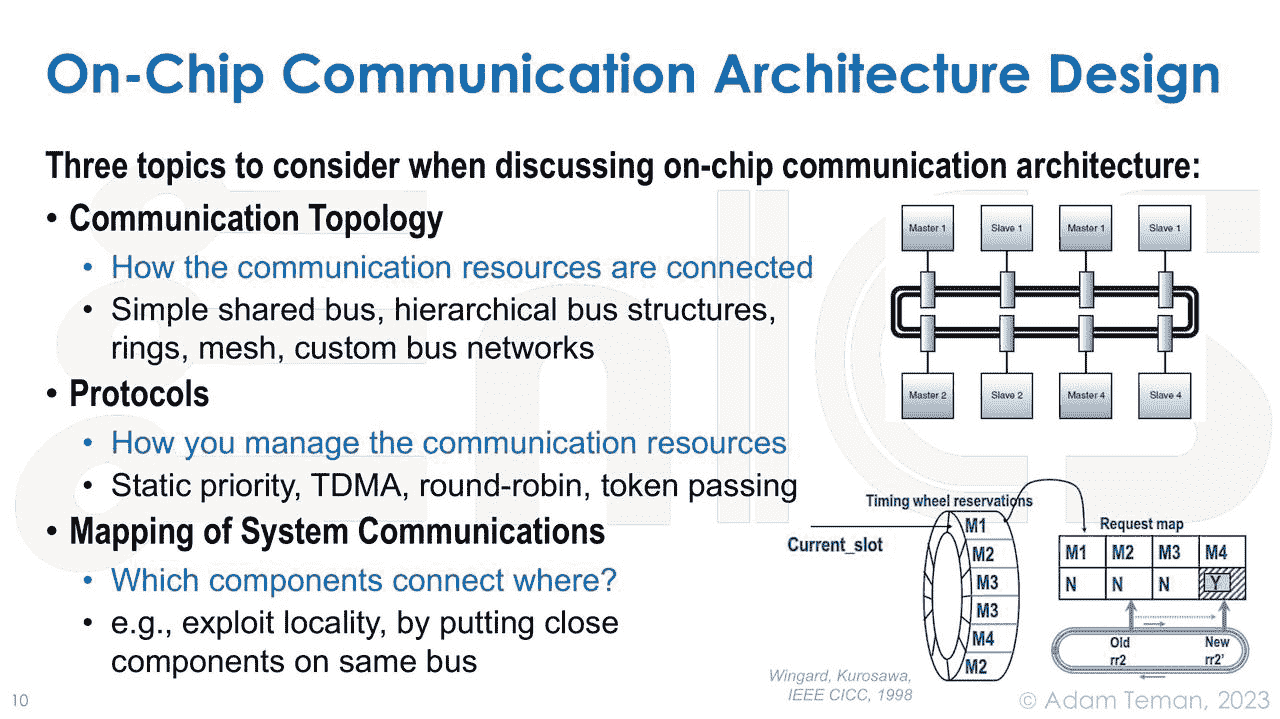 On-Chip Communication Architecture Design
Three topics to consider when discussing on-chip communication architecture:
• Communication Topology
• How the communication resources are connected
• Simple shared bus, hierarchical bus structures,
rings, mesh, custom bus networks
• Protocols
• How you manage the communication resources
• Static priority, TDMA, round-robin, token passing
• Mapping of System Communications
• Which components connect where?
• e.g., exploit locality, by putting close
components on same bus
Master 1 Slave 1 Master 1 Slave 1
Master 2 Slave 2 Master 4 Slave 4
Timing wheel reservations
Current_slot
M1
M2
M3
M3
M4
M2
Request map
M1 M2 M3 M4
N N N Y
Old New
rr2 rr2'
Wingard, Kurosawa,
IEEE CICC, 1998
10
© Adam Teman, 2023